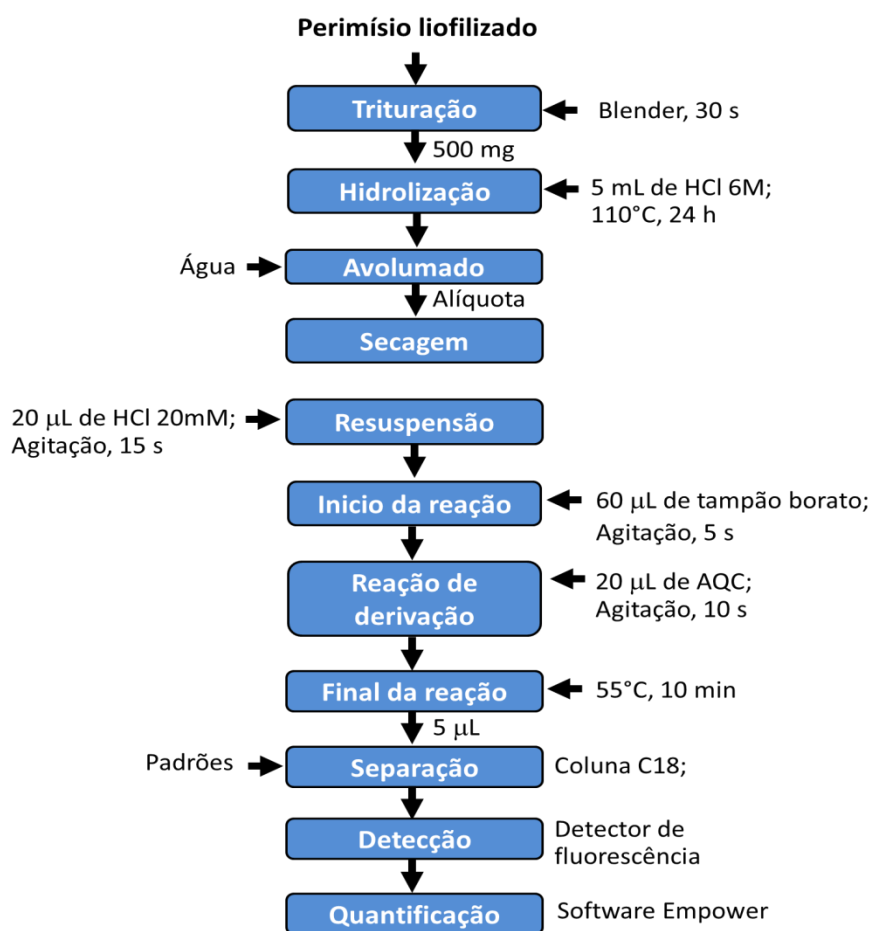 Perimísio liofilizado
Trituração
Blender, 30 s
500 mg
Hidrolização
5 mL de HCl 6M;
110°C, 24 h
Água
Avolumado
Alíquota
Secagem
20 μL de HCl 20mM;
Agitação, 15 s
Resuspensão
Inicio da reação
60 μL de tampão borato;
Agitação, 5 s
Reação de
derivação
20 μL de AQC;
Agitação, 10 s
Final da reação
55°C, 10 min
5 μL
Padrões
Separação
Coluna C18;
Detecção
Detector de
fluorescência
Quantificação
Software Empower